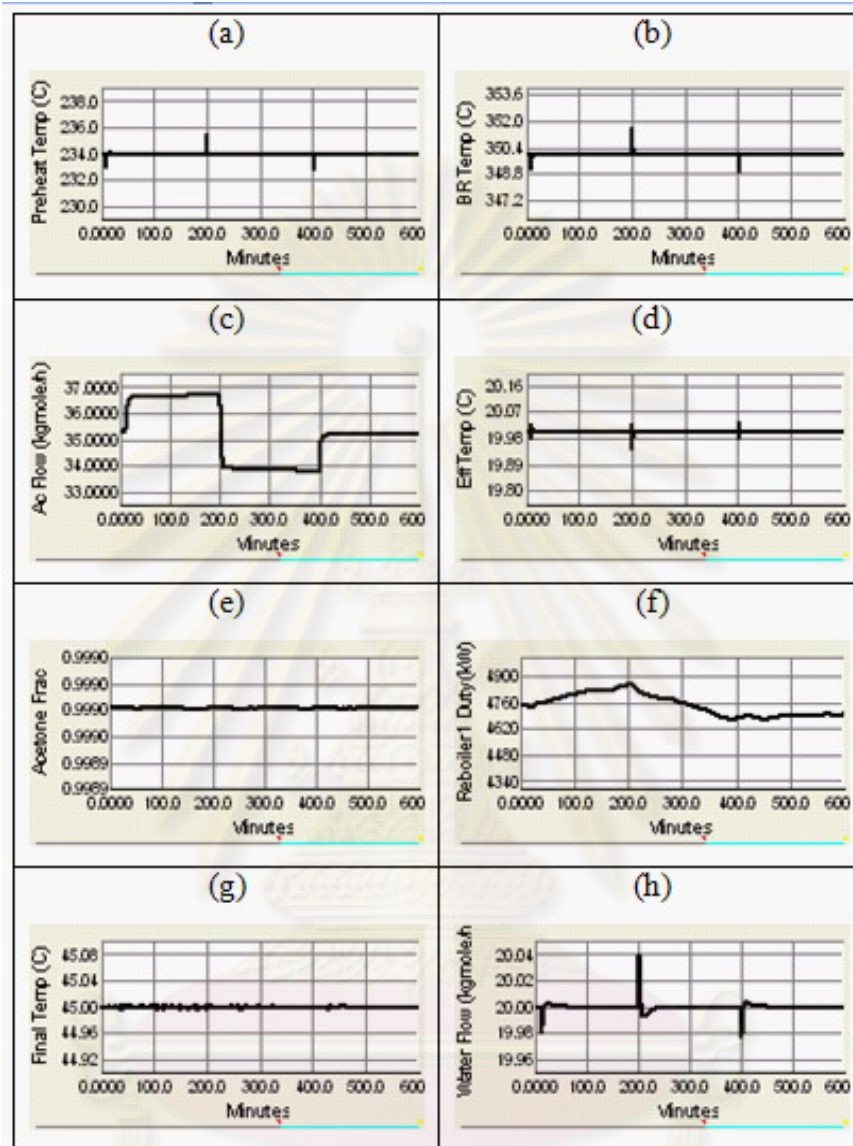 (a)
Preheat Temp (C)
238.0
236.0
234.0
232.0
230.0
0.0000 100.0 200.0 300.0 400.0 500.0 600
Minutes
(b)
BR Temp (C)
353.6
352.0
350.4
348.8
347.2
0.0000 100.0 200.0 300.0 400.0 500.0 600
Minutes
(c)
Ac Flow (kgmole/h)
37.0000
36.0000
35.0000
34.0000
33.0000
0.0000 100.0 200.0 300.0 400.0 500.0 600
Minutes
(d)
Eff Temp (C)
20.16
20.07
19.98
19.89
19.80
0.0000 100.0 200.0 300.0 400.0 500.0 600
Minutes
(e)
Acetone Frac
0.9990
0.9990
0.9990
0.9990
0.9989
0.9989
0.0000 100.0 200.0 300.0 400.0 500.0 600
Minutes
(f)
Reboiler1 Duty(kW)
4900
4760
4620
4480
4340
0.0000 100.0 200.0 300.0 400.0 500.0 600
Minutes
(g)
Final Temp (C)
45.08
45.04
45.00
44.96
44.92
0.0000 100.0 200.0 300.0 400.0 500.0 600
Minutes
(h)
Water Flow (kgmole/h
20.04
20.00
19.98
19.95
0.0000 100.0 200.0 300.0 400.0 500.0 600
Minutes